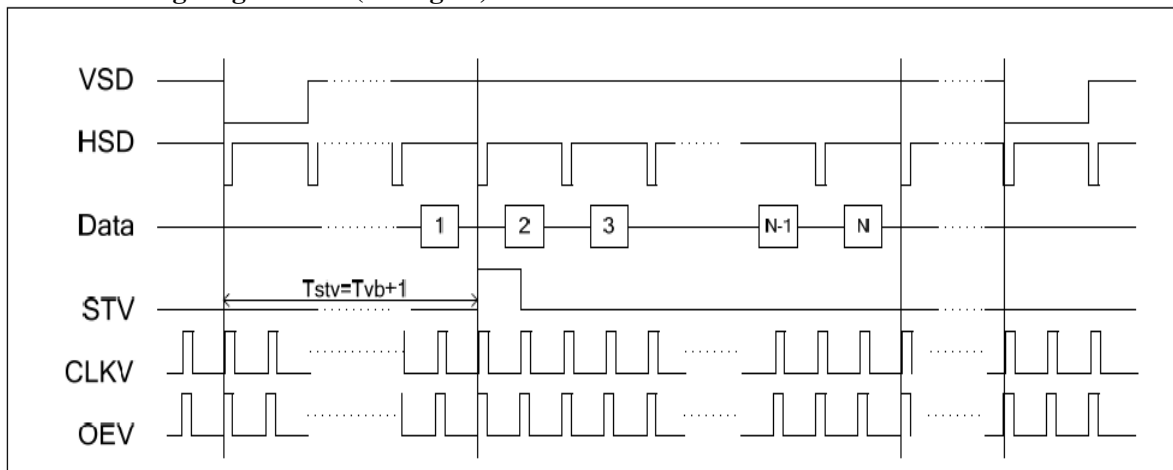 VSD
HSD
Data 1 2 3 N-1 N
Tstv=Tvb+1
STV
CLKV
OEV